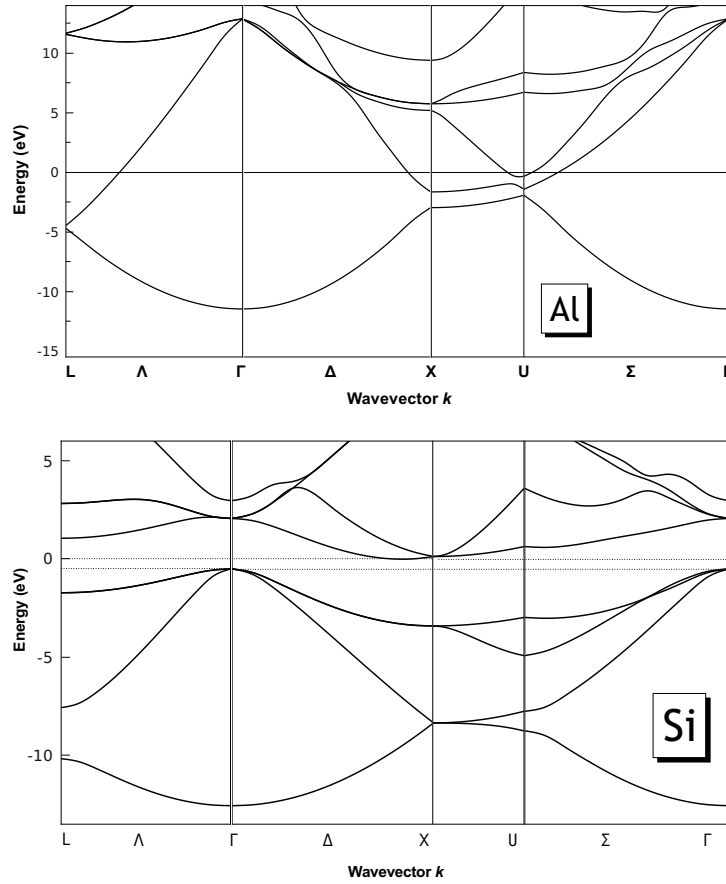 10
5
0
-5
-10
-15
Energy (eV)
Al
L Λ Γ Δ X U Σ
Wavevector k
5
0
-5
-10
Energy (eV)
Si
L Λ Γ Δ X U Σ Γ
Wavevector k